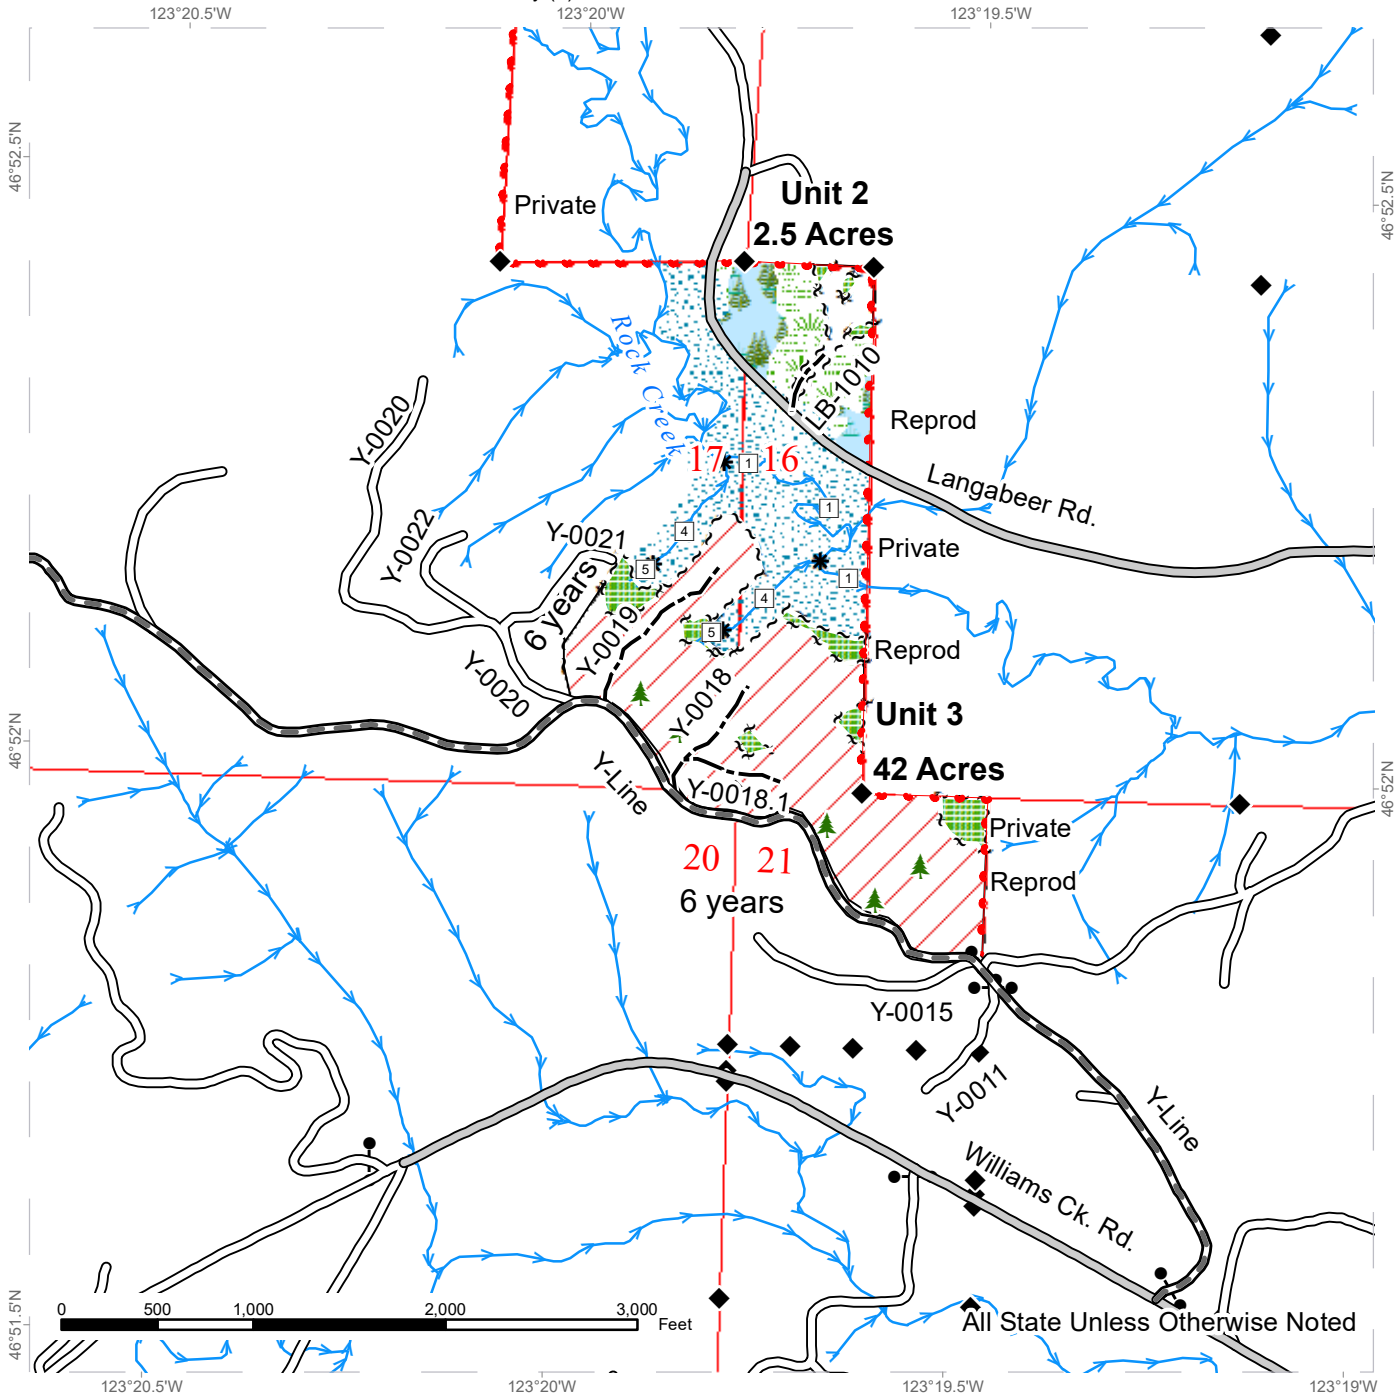 123°20.5'W
123°20'W
123°19.5'W
46°52.5'N
46°52.5'N
Private
Unit 2
2.5 Acres
Rock Creek
LB-1010
Y-0020
Reprod
17
1
16
Langabeer Rd.
Y-0022
4
1
Y-0021
Private
5
1
6 years
4
Y-0019
5
Reprod
Y-0020
Y-0018
Unit 3
46°52'N
42 Acres
46°52'N
Y-Line
Y-0018.1
Private
20
21
Reprod
6 years
Y-0015
Y-0011
Y-Line
Williams Ck. Rd.
0
500
1,000
2,000
3,000
Feet
All State Unless Otherwise Noted
46°51.5'N
123°20.5'W
123°20'W
123°19.5'W
123°19'W